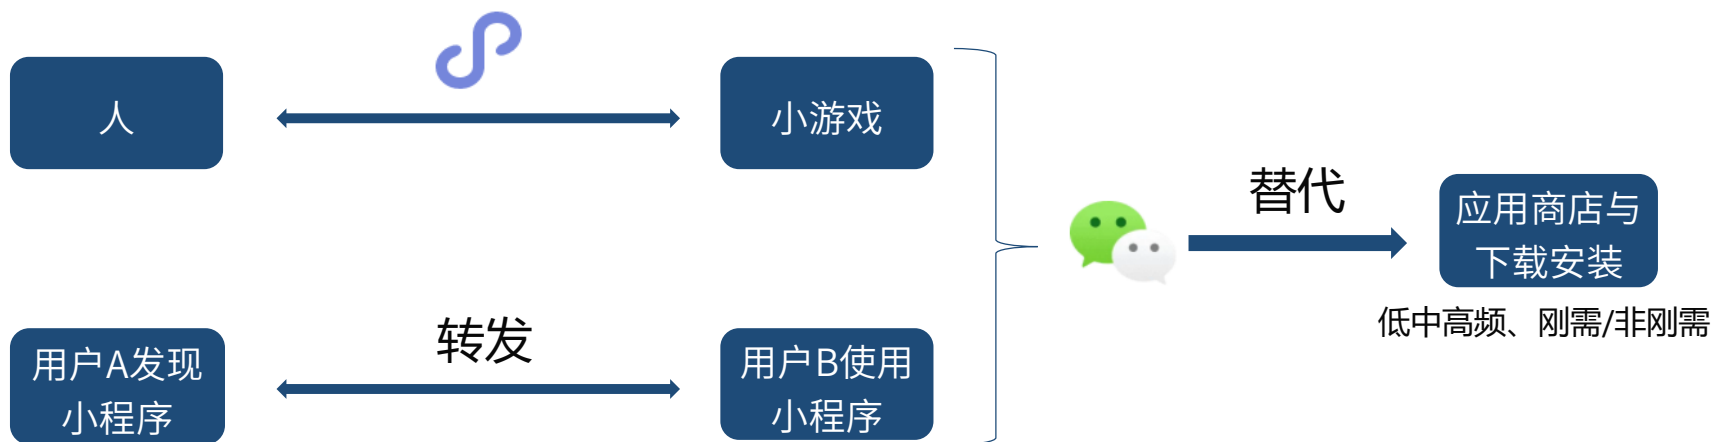 人
小游戏
替代
应用商店与
下载安装
低中高频、刚需/非刚需
用户A发现
小程序
转发
用户B使用
小程序